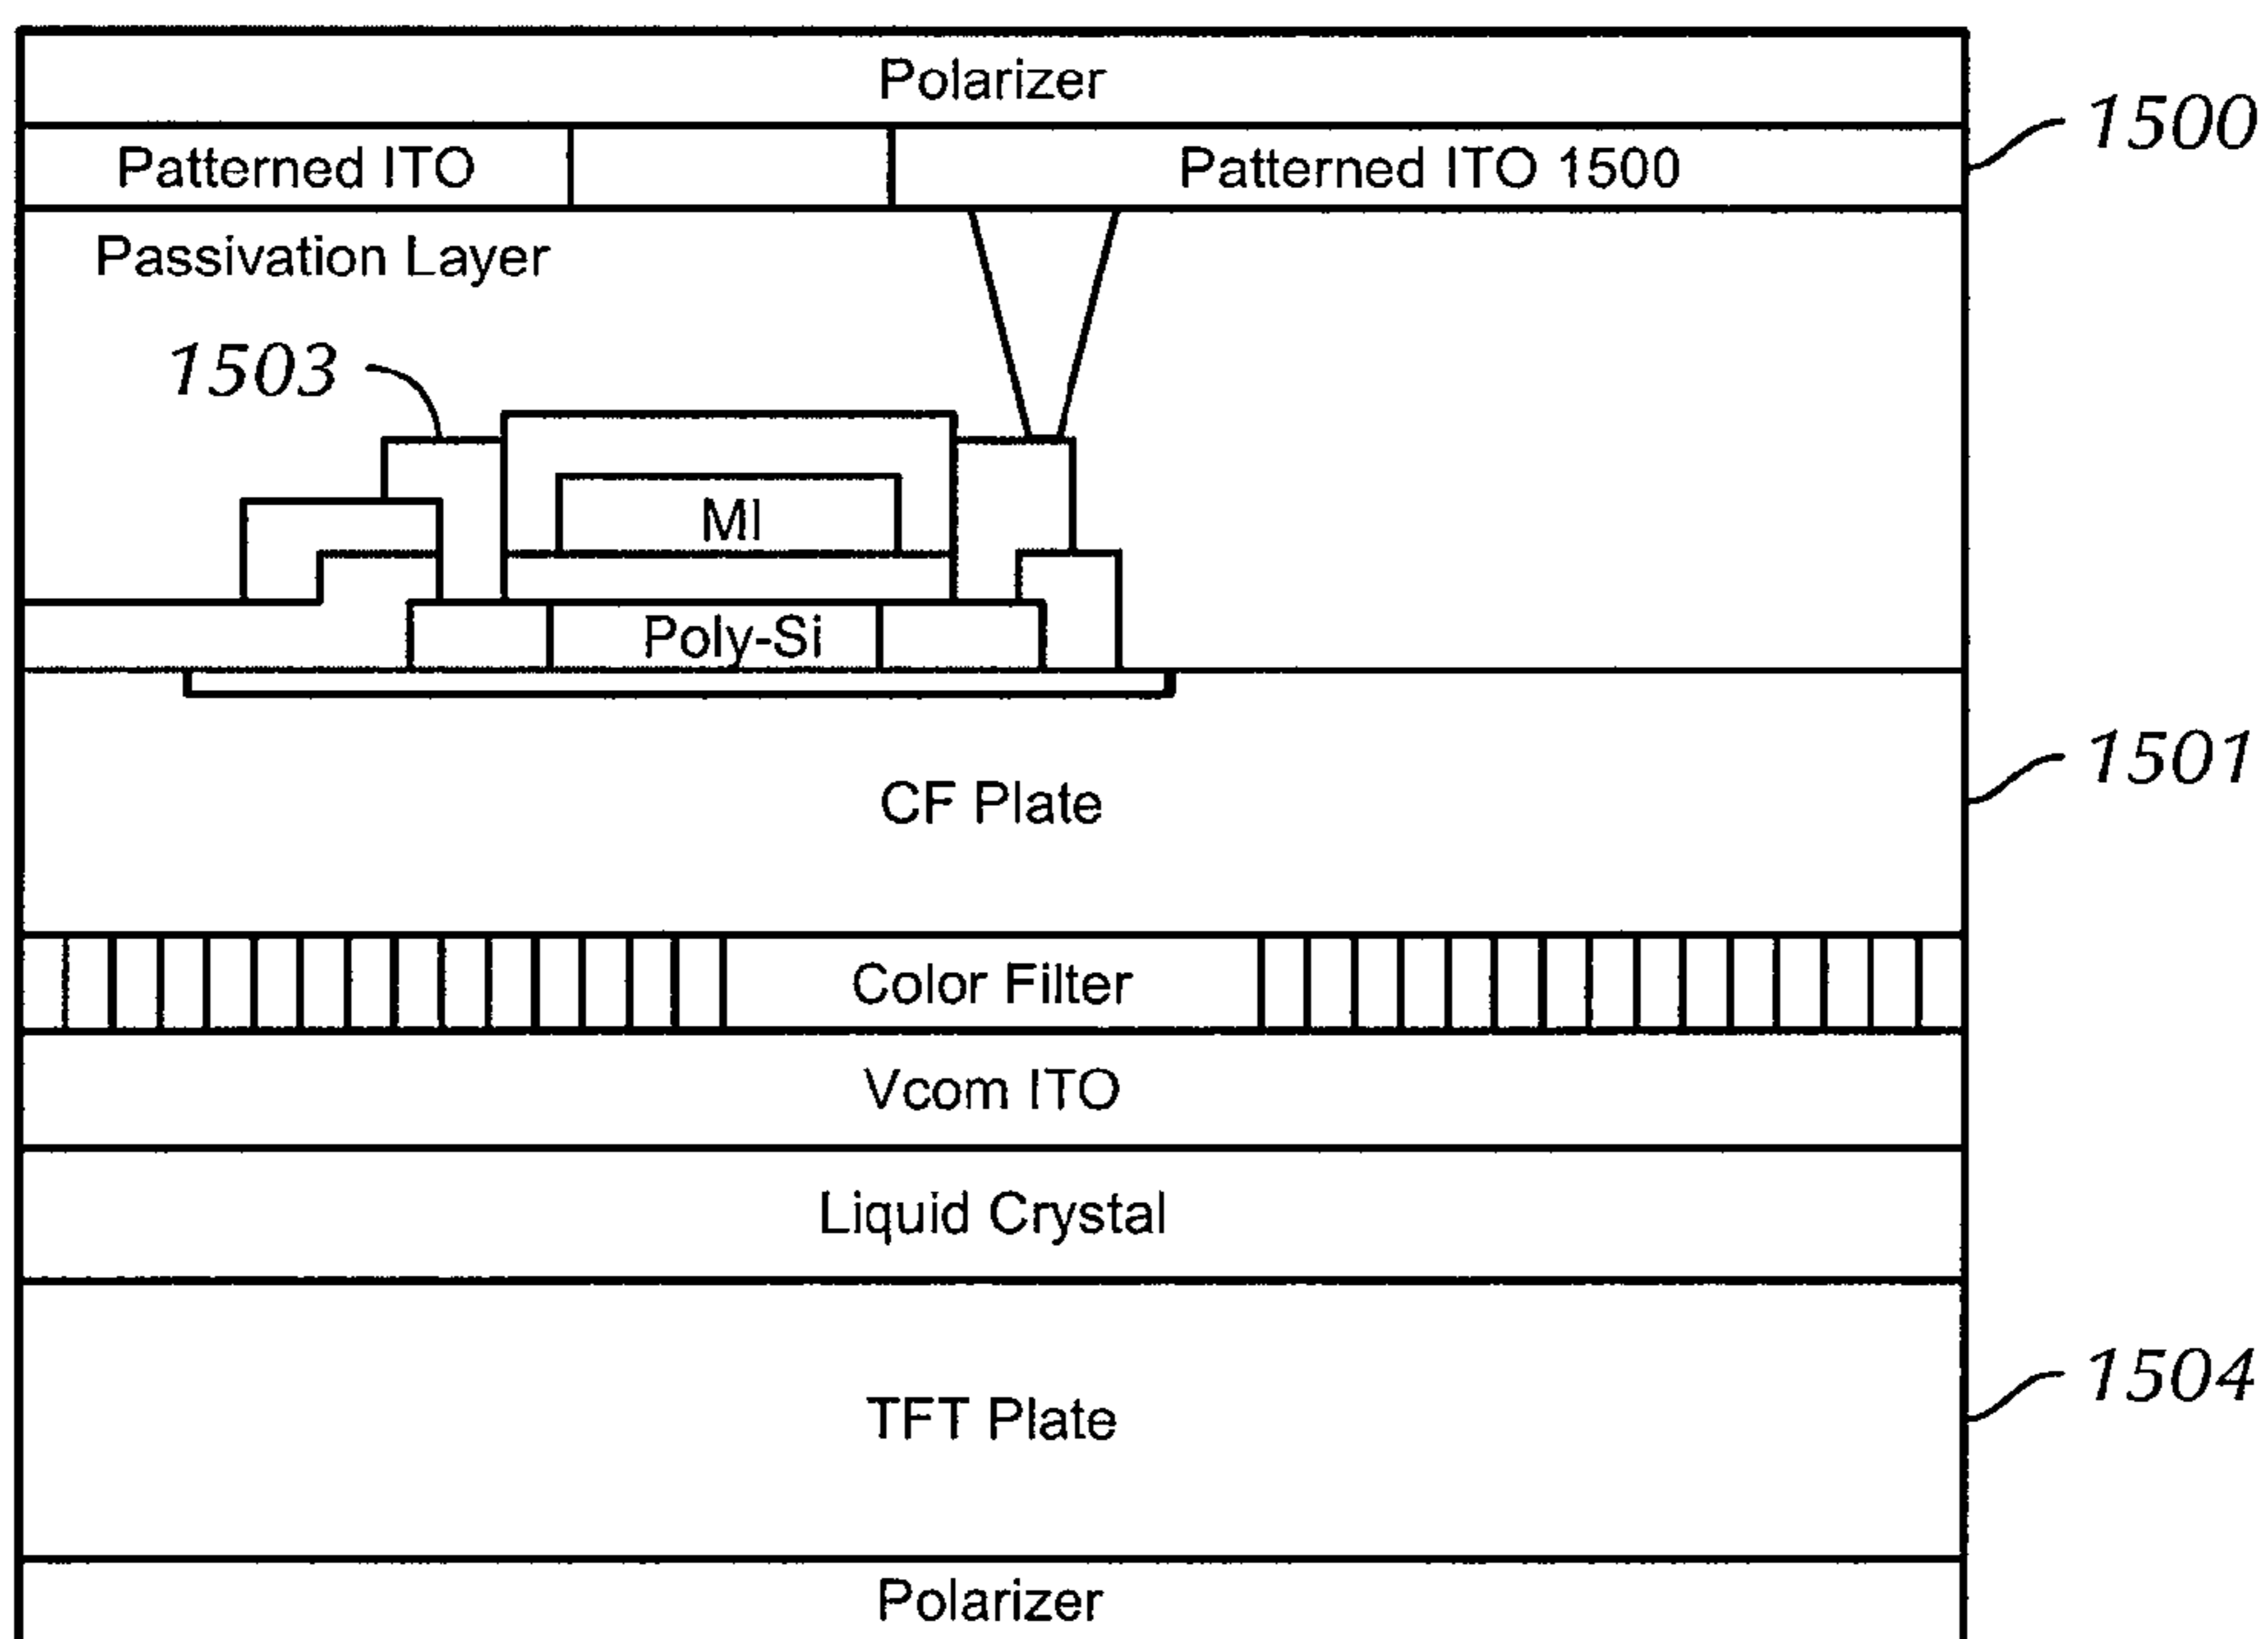 Polarizer
1500
Patterned ITO
Patterned ITO 1500
Passivation Layer
1503
MI
Poly-Si
1501
CF Plate
Color Filter
Vcom ITO
Liquid Crystal
1504
TFT Plate
Polarizer